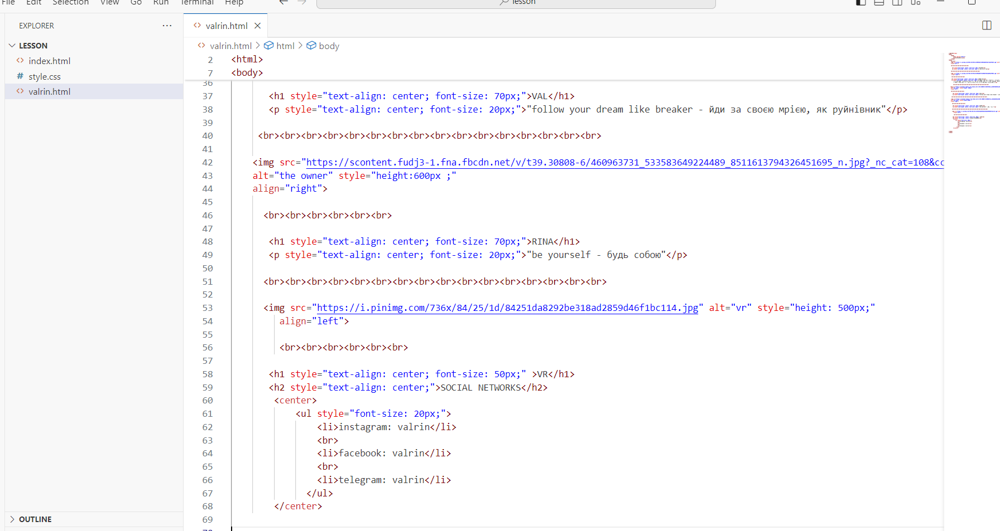 File Edit Selection View Go Run Terminal Help lesson
EXPLORER ···
valrin.html
LESSON
index.html
style.css
valrin.html
valrin.html > html > body
2 <html>
7 <body>
36
37 <h1 style="text-align: center; font-size: 70px;">VAL</h1>
38 <p style="text-align: center; font-size: 20px;">"follow your dream like breaker - йди за своєю мрією, як руйнівник"</p>
39
40 <br><br><br><br><br><br><br><br><br><br><br><br><br><br><br><br>
41
42 <img src="https://scontent.fudj3-1.fna.fbcdn.net/v/t39.30808-6/460963731_533583649224489_8511613794326451695_n.jpg?_nc_cat=108&cc
43 alt="the owner" style="height:600px ;"
44 align="right">
45
46 <br><br><br><br><br><br>
47
48 <h1 style="text-align: center; font-size: 70px;">RINA</h1>
49 <p style="text-align: center; font-size: 20px;">"be yourself - будь собою"</p>
50
51 <br><br><br><br><br><br><br><br><br><br><br><br><br><br><br><br>
52
53 <img src="https://i.pinimg.com/736x/84/25/1d/84251da8292be318ad2859d46f1bc114.jpg" alt="vr" style="height: 500px;"
54 align="left">
55
56 <br><br><br><br><br><br>
57
58 <h1 style="text-align: center; font-size: 50px;" >VR</h1>
59 <h2 style="text-align: center;">SOCIAL NETWORKS</h2>
60 <center>
61 <ul style="font-size: 20px;">
62 <li>instagram: valrin</li>
63 <br>
64 <li>facebook: valrin</li>
65 <br>
66 <li>telegram: valrin</li>
67 </ul>
68 </center>
69
OUTLINE